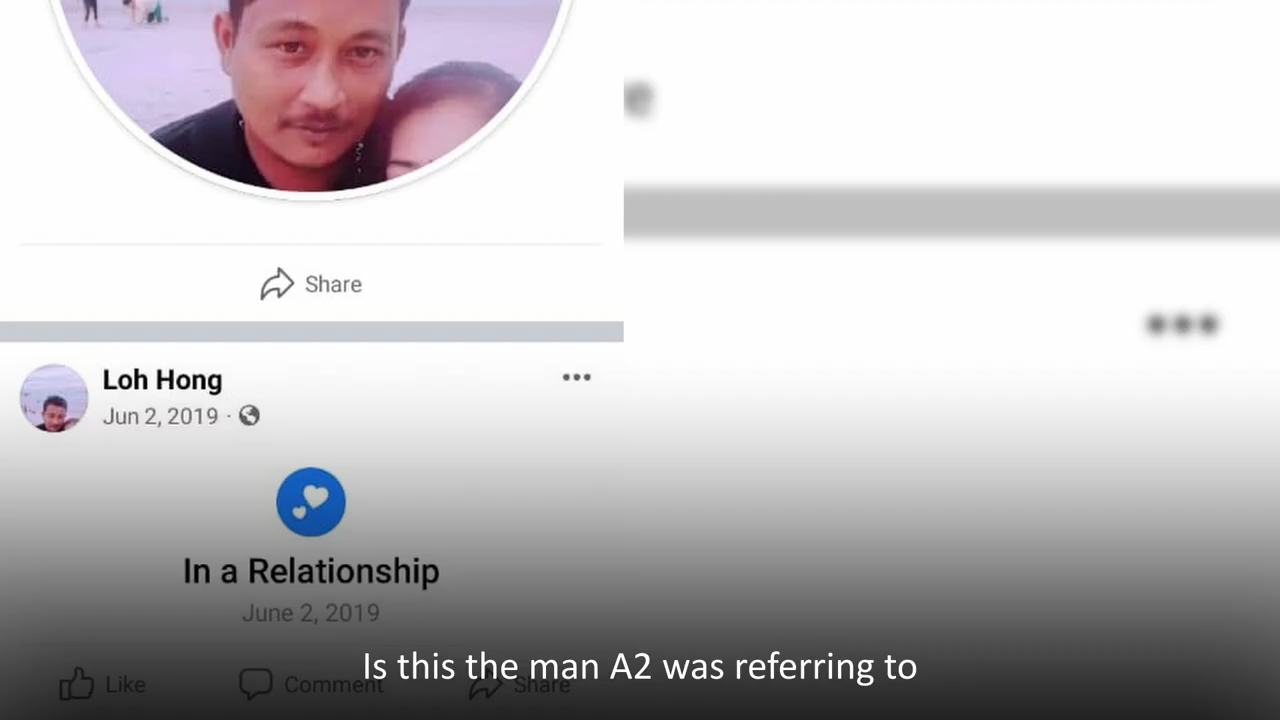 Share
Loh Hong
Jun 2, 2019 ·
In a Relationship
June 2, 2019
Like Comment Share
Is this the man A2 was referring to